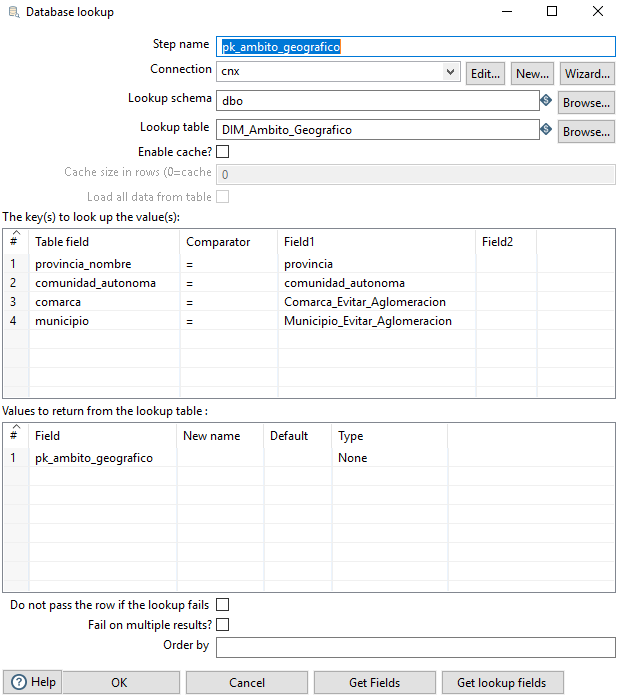 Database lookup
Step name pk_ambito_geografico
Connection cnx Edit... New... Wizard...
Lookup schema dbo Browse...
Lookup table DIM_Ambito_Geografico Browse...
Enable cache?
Cache size in rows (0=cache 0
Load all data from table
The key(s) to look up the value(s):
# Table field Comparator Field1 Field2
1 provincia_nombre = provincia
2 comunidad_autonoma = comunidad_autonoma
3 comarca = Comarca_Evitar_Aglomeracion
4 municipio = Municipio_Evitar_Aglomeracion
Values to return from the lookup table :
# Field New name Default Type
1 pk_ambito_geografico None
Do not pass the row if the lookup fails
Fail on multiple results?
Order by
Help OK Cancel Get Fields Get lookup fields